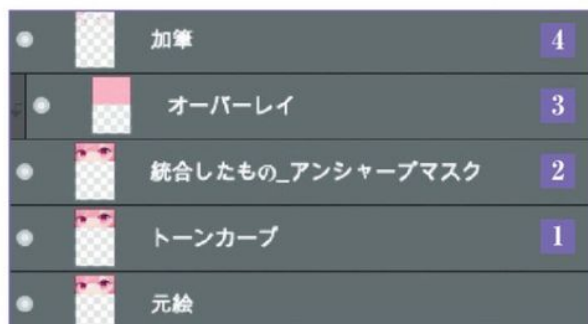 加筆 4
オーバーレイ 3
統合したもの_アンシャープマスク 2
トーンカーブ 1
元絵